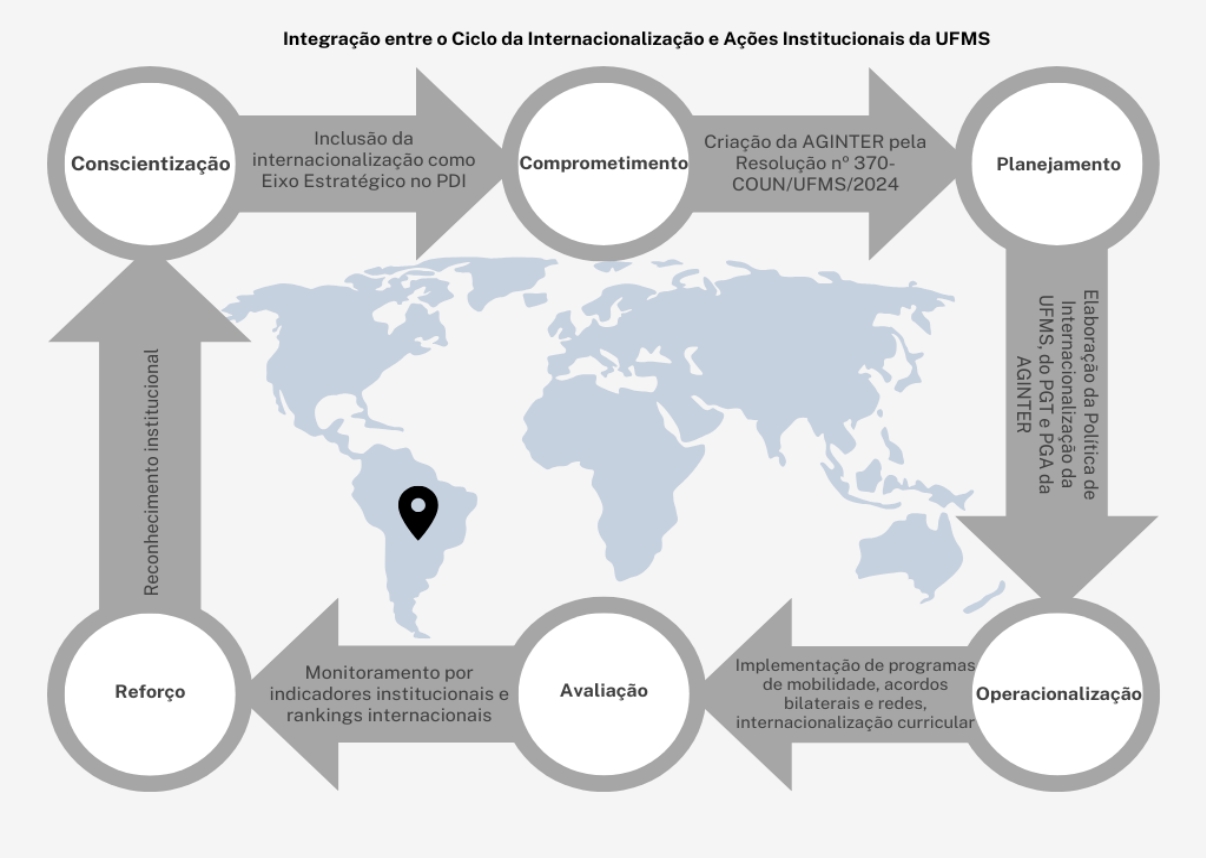 Integração entre o Ciclo da Internacionalização e Ações Institucionais da UFMS
Conscientização
Inclusão da
internacionalização como
Eixo Estratégico no PDI
Comprometimento
Criação da AGINTER pela
Resolução nº 370-
COUN/UFMS/2024
Planejamento
Elaboração da Política de
Internacionalização da
UFMS, do PGT e PGA da
AGINTER
Operacionalização
Implementação de programas
de mobilidade, acordos
bilaterais e redes,
internacionalização curricular
Avaliação
Monitoramento por
indicadores institucionais e
rankings internacionais
Reforço
Reconhecimento institucional